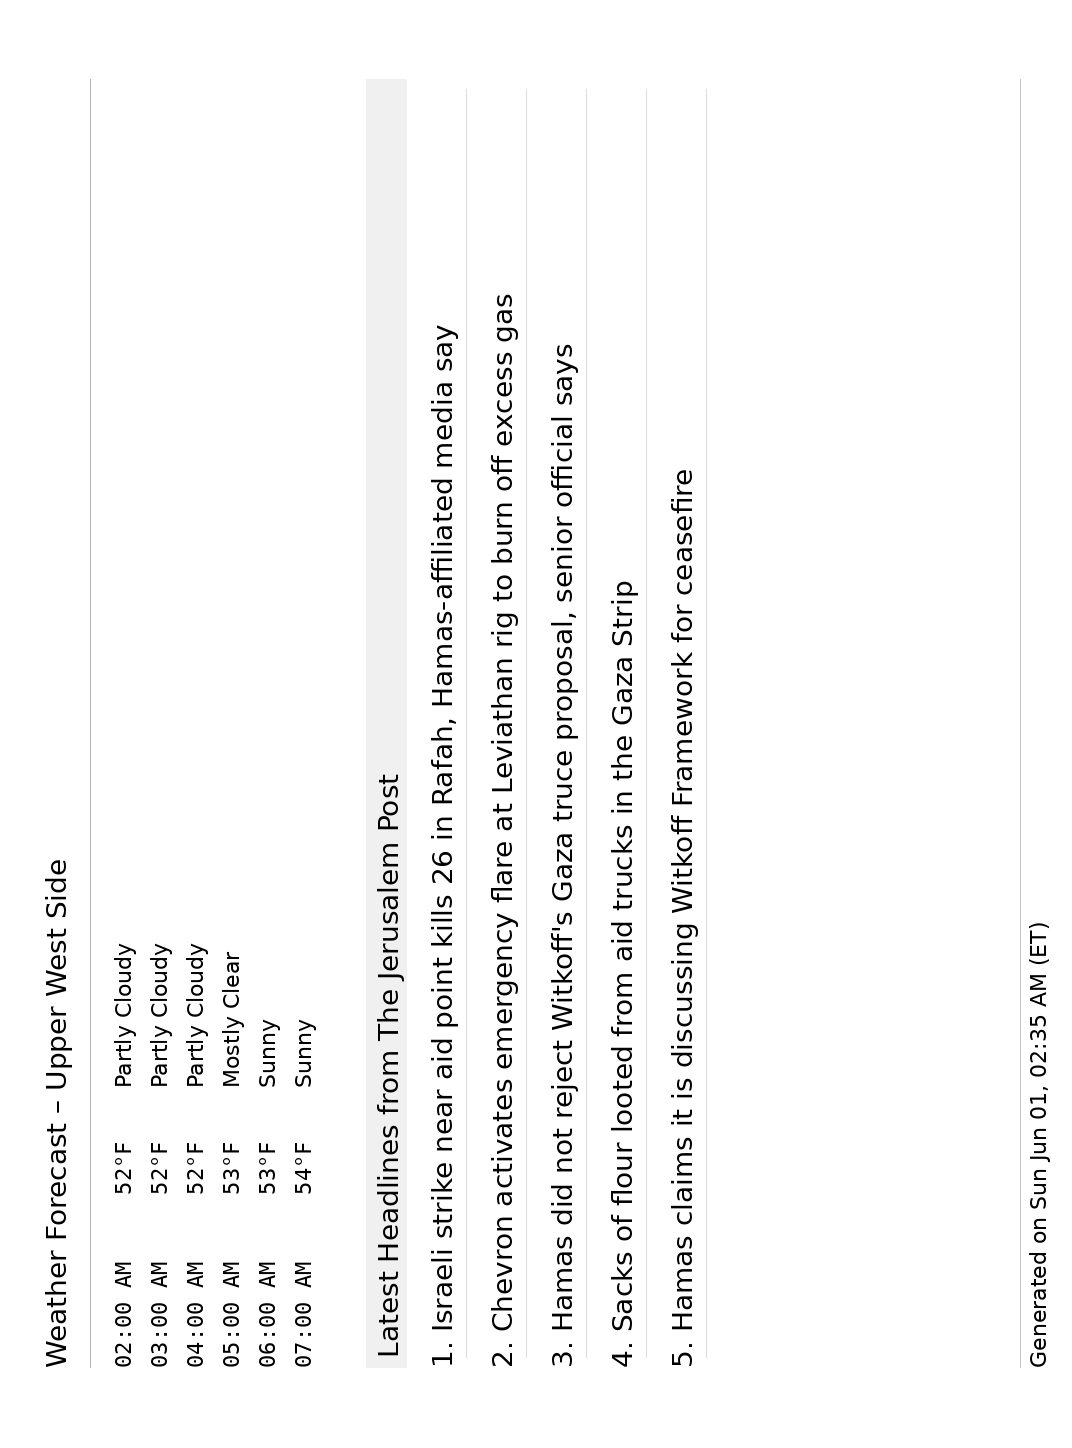 Weather Forecast – Upper West Side
02:00 AM 52°F Partly Cloudy
03:00 AM 52°F Partly Cloudy
04:00 AM 52°F Partly Cloudy
05:00 AM 53°F Mostly Clear
06:00 AM 53°F Sunny
07:00 AM 54°F Sunny
Latest Headlines from The Jerusalem Post
1. Israeli strike near aid point kills 26 in Rafah, Hamas-affiliated media say
2. Chevron activates emergency flare at Leviathan rig to burn off excess gas
3. Hamas did not reject Witkoff's Gaza truce proposal, senior official says
4. Sacks of flour looted from aid trucks in the Gaza Strip
5. Hamas claims it is discussing Witkoff Framework for ceasefire
Generated on Sun Jun 01, 02:35 AM (ET)